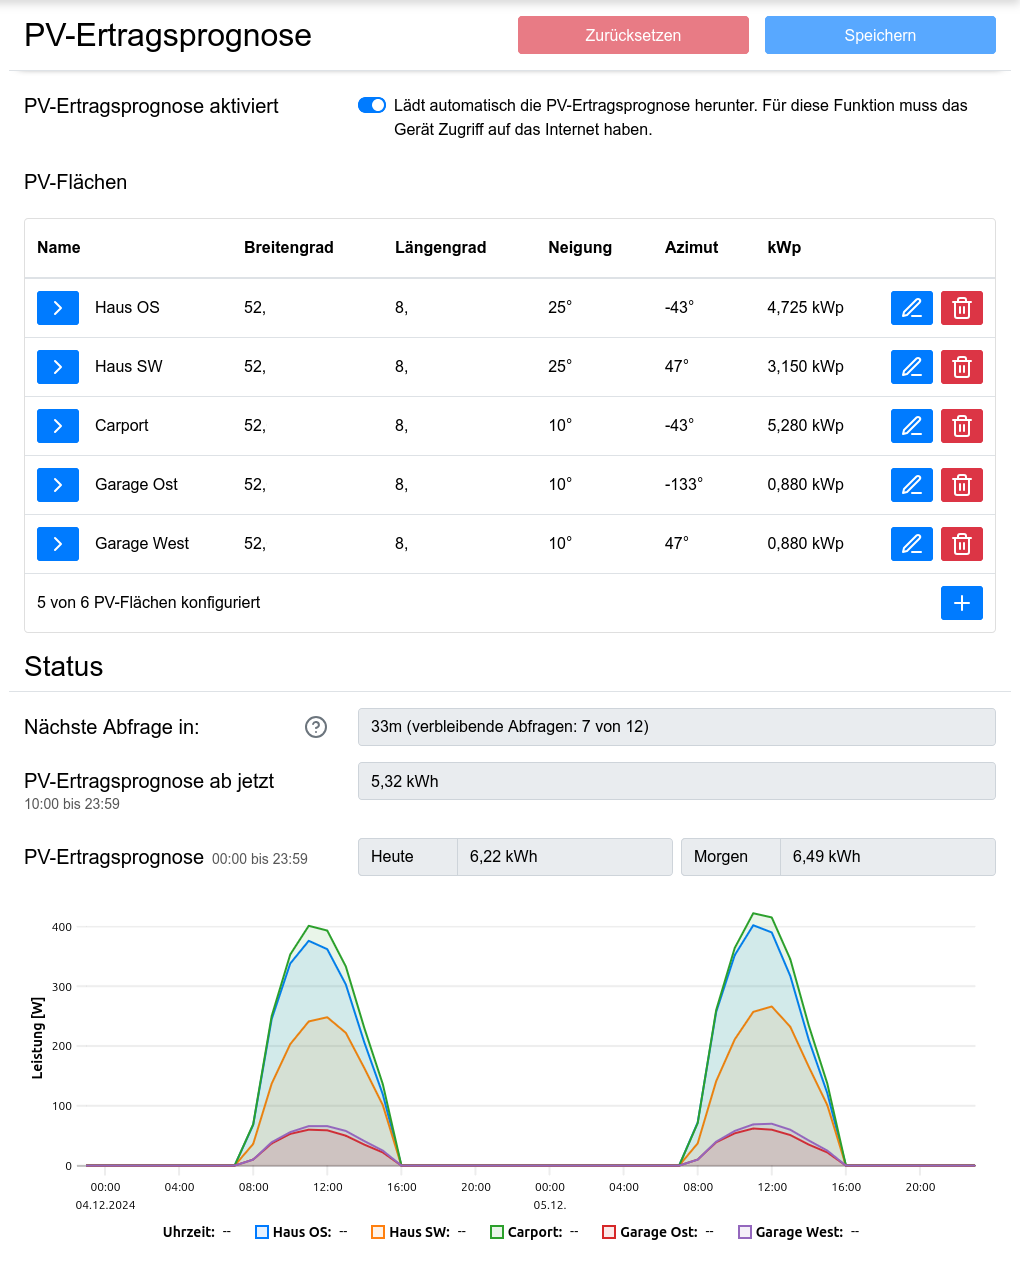 PV-Ertragsprognose
Zurücksetzen
Speichern
PV-Ertragsprognose aktiviert
Lädt automatisch die PV-Ertragsprognose herunter. Für diese Funktion muss das
Gerät Zugriff auf das Internet haben.
PV-Flächen
Name Breitengrad Längengrad Neigung Azimut kWp
Haus OS 52, 8, 25° -43° 4,725 kWp
Haus SW 52, 8, 25° 47° 3,150 kWp
Carport 52, 8, 10° -43° 5,280 kWp
Garage Ost 52, 8, 10° -133° 0,880 kWp
Garage West 52, 8, 10° 47° 0,880 kWp
5 von 6 PV-Flächen konfiguriert
Status
Nächste Abfrage in: 33m (verbleibende Abfragen: 7 von 12)
PV-Ertragsprognose ab jetzt 5,32 kWh
10:00 bis 23:59
PV-Ertragsprognose 00:00 bis 23:59 Heute 6,22 kWh Morgen 6,49 kWh
Leistung [W]
400
300
200
100
0
00:00 04:00 08:00 12:00 16:00 20:00 00:00 04:00 08:00 12:00 16:00 20:00
04.12.2024 05.12.
Uhrzeit: -- Haus OS: -- Haus SW: -- Carport: -- Garage Ost: -- Garage West: --